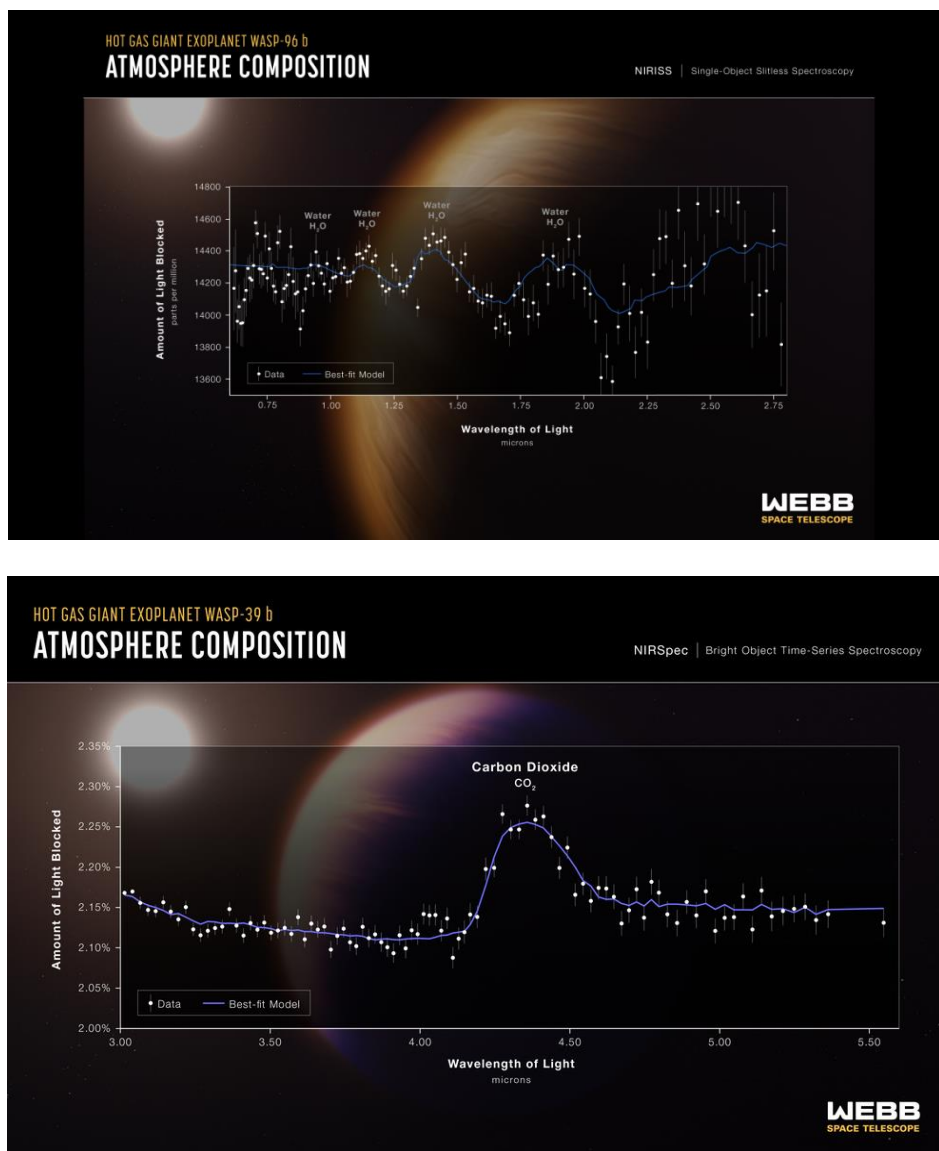 HOT GAS GIANT EXOPLANET WASP-96 b
ATMOSPHERE COMPOSITION
NIRISS | Single-Object Slitless Spectroscopy
14800
14600
14400
14200
14000
13800
13600
Amount of Light Blocked
parts per million
Water
H₂O
Water
H₂O
Water
H₂O
Water
H₂O
Data
Best-fit Model
0.75 1.00 1.25 1.50 1.75 2.00 2.25 2.50 2.75
Wavelength of Light
microns
WEBB
SPACE TELESCOPE
HOT GAS GIANT EXOPLANET WASP-39 b
ATMOSPHERE COMPOSITION
NIRSpec | Bright Object Time-Series Spectroscopy
2.35%
2.30%
2.25%
2.20%
2.15%
2.10%
2.05%
2.00%
Amount of Light Blocked
Carbon Dioxide
CO₂
Data
Best-fit Model
3.00 3.50 4.00 4.50 5.00 5.50
Wavelength of Light
microns
WEBB
SPACE TELESCOPE